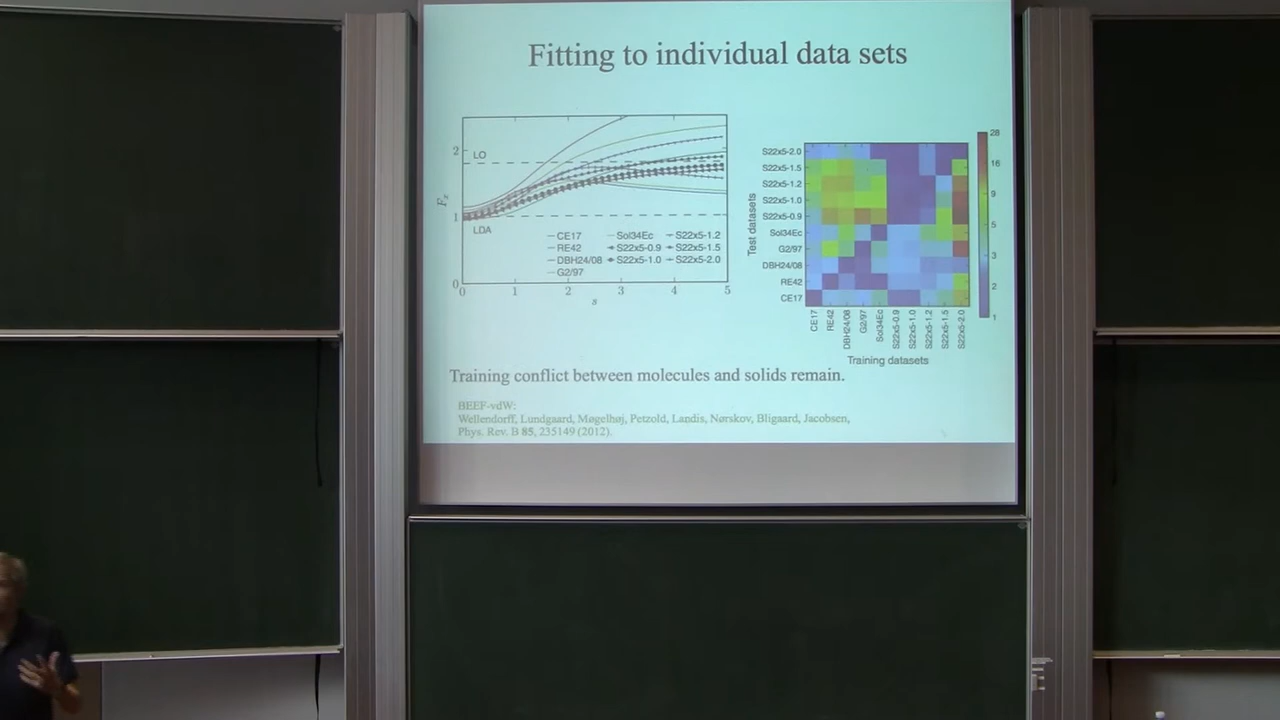 Fitting to individual data sets
2
1
0
F_x
LO
LDA
CE17
RE42
DBH24/08
G2/97
Sol34Ec
S22x5-0.9
S22x5-1.0
S22x5-1.2
S22x5-1.5
S22x5-2.0
0 1 2 3 4 5
s
Test datasets
S22x5-2.0
S22x5-1.5
S22x5-1.2
S22x5-1.0
S22x5-0.9
Sol34Ec
G2/97
DBH24/08
RE42
CE17
CE17
RE42
DBH24/08
G2/97
Sol34Ec
S22x5-0.9
S22x5-1.0
S22x5-1.2
S22x5-1.5
S22x5-2.0
Training datasets
28
16
9
5
3
2
1
Training conflict between molecules and solids remain.
BEEF-vdW:
Wellendorff, Lundgaard, Møgelhøj, Petzold, Landis, Nørskov, Bligaard, Jacobsen,
Phys. Rev. B 85, 235149 (2012).